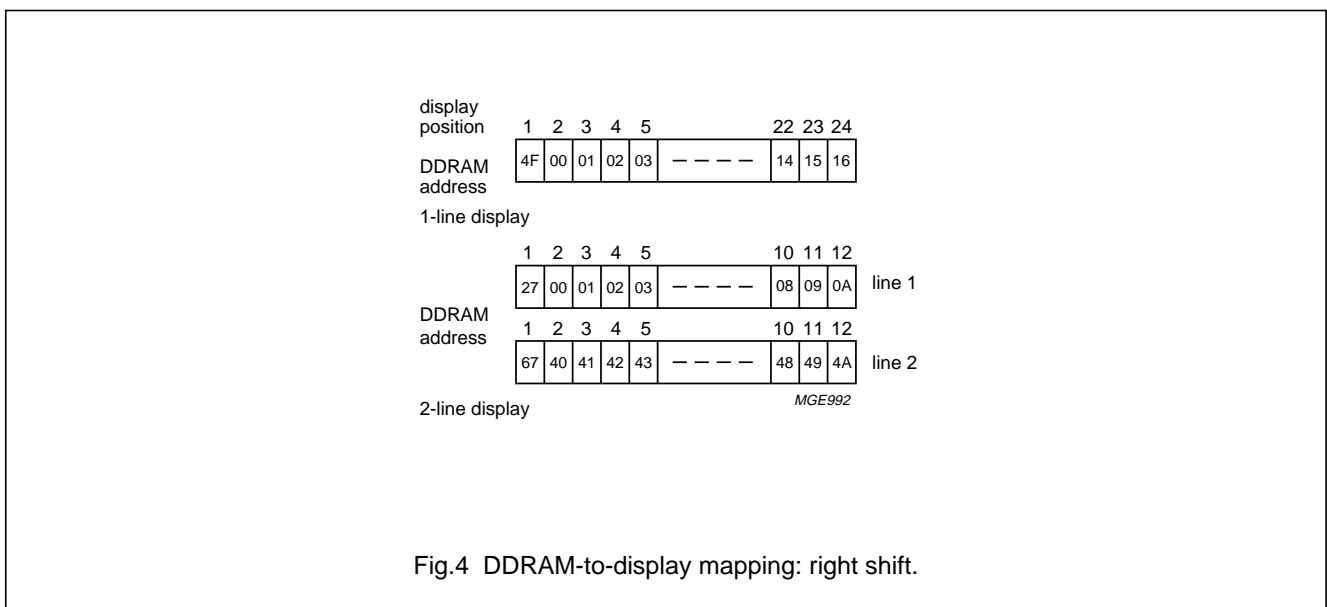 display
position 1 2 3 4 5 22 23 24
DDRAM
address 4F 00 01 02 03 – – – – 14 15 16
1-line display
1 2 3 4 5 10 11 12
27 00 01 02 03 – – – – 08 09 0A line 1
DDRAM
address
1 2 3 4 5 10 11 12
67 40 41 42 43 – – – – 48 49 4A line 2
2-line display
MGE992
Fig.4 DDRAM-to-display mapping: right shift.